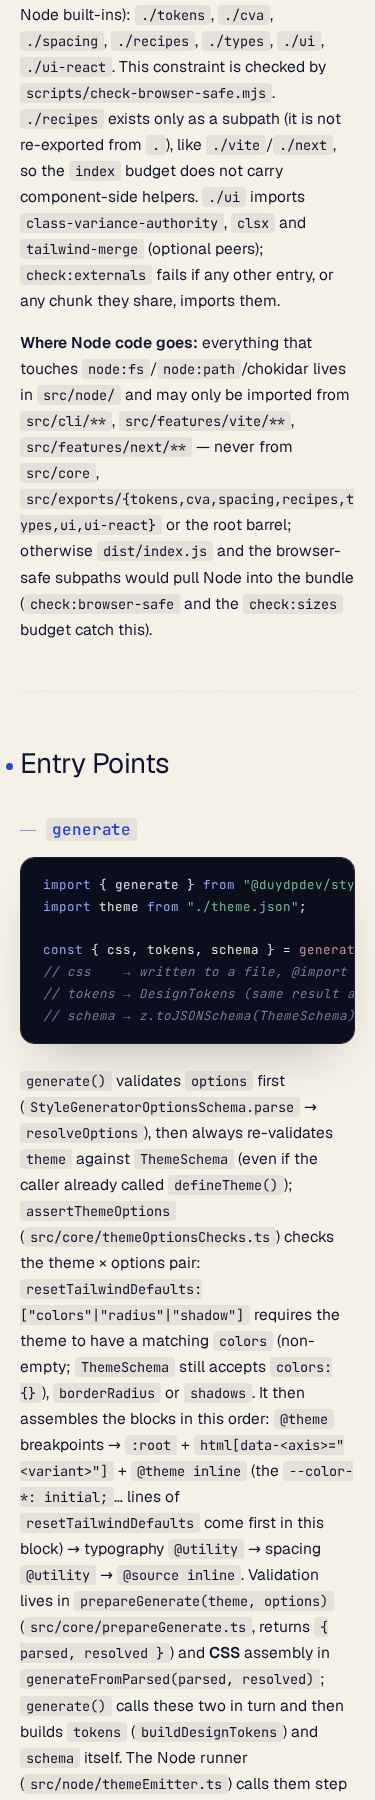 Node built-ins): ./tokens, ./cva,
./spacing, ./recipes, ./types, ./ui,
./ui-react. This constraint is checked by
scripts/check-browser-safe.mjs.
./recipes exists only as a subpath (it is not
re-exported from .), like ./vite/./next,
so the index budget does not carry
component-side helpers. ./ui imports
class-variance-authority, clsx and
tailwind-merge (optional peers);
check:externals fails if any other entry, or
any chunk they share, imports them.
Where Node code goes: everything that
touches node:fs/node:path/chokidar lives
in src/node/ and may only be imported from
src/cli/**, src/features/vite/**,
src/features/next/** — never from
src/core,
src/exports/{tokens,cva,spacing,recipes,t
ypes,ui,ui-react} or the root barrel;
otherwise dist/index.js and the browser-
safe subpaths would pull Node into the bundle
(check:browser-safe and the check:sizes
budget catch this).
Entry Points
— generate
import { generate } from "@duydpdev/sty
import theme from "./theme.json";
const { css, tokens, schema } = generat
// css    → written to a file, @import
// tokens → DesignTokens (same result a
// schema → z.toJSONSchema(ThemeSchema)
generate() validates options first
(StyleGeneratorOptionsSchema.parse →
resolveOptions), then always re-validates
theme against ThemeSchema (even if the
caller already called defineTheme());
assertThemeOptions
(src/core/themeOptionsChecks.ts) checks
the theme × options pair:
resetTailwindDefaults:
["colors"|"radius"|"shadow"] requires the
theme to have a matching colors (non-
empty; ThemeSchema still accepts colors:
{}), borderRadius or shadows. It then
assembles the blocks in this order: @theme
breakpoints → :root + html[data-<axis>="
<variant>"] + @theme inline (the --color-
*: initial;… lines of
resetTailwindDefaults come first in this
block) → typography @utility → spacing
@utility → @source inline. Validation
lives in prepareGenerate(theme, options)
(src/core/prepareGenerate.ts, returns {
parsed, resolved }) and CSS assembly in
generateFromParsed(parsed, resolved);
generate() calls these two in turn and then
builds tokens (buildDesignTokens) and
schema itself. The Node runner
(src/node/themeEmitter.ts) calls them step